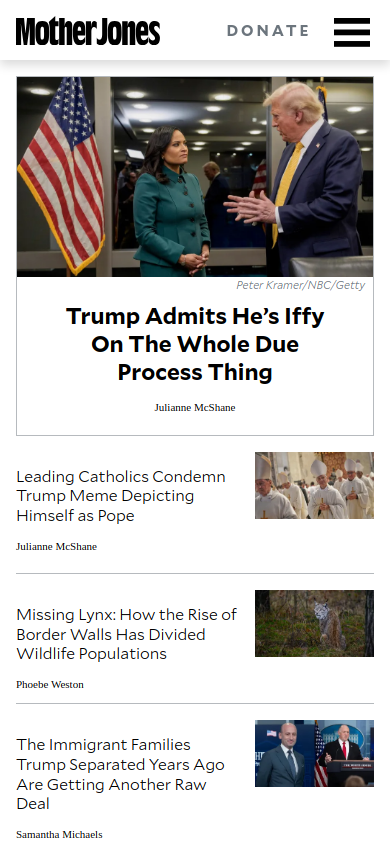 Mother Jones
DONATE
Peter Kramer/NBC/Getty
Trump Admits He’s Iffy
On The Whole Due
Process Thing
Julianne McShane
Leading Catholics Condemn
Trump Meme Depicting
Himself as Pope
Julianne McShane
Missing Lynx: How the Rise of
Border Walls Has Divided
Wildlife Populations
Phoebe Weston
The Immigrant Families
Trump Separated Years Ago
Are Getting Another Raw
Deal
Samantha Michaels